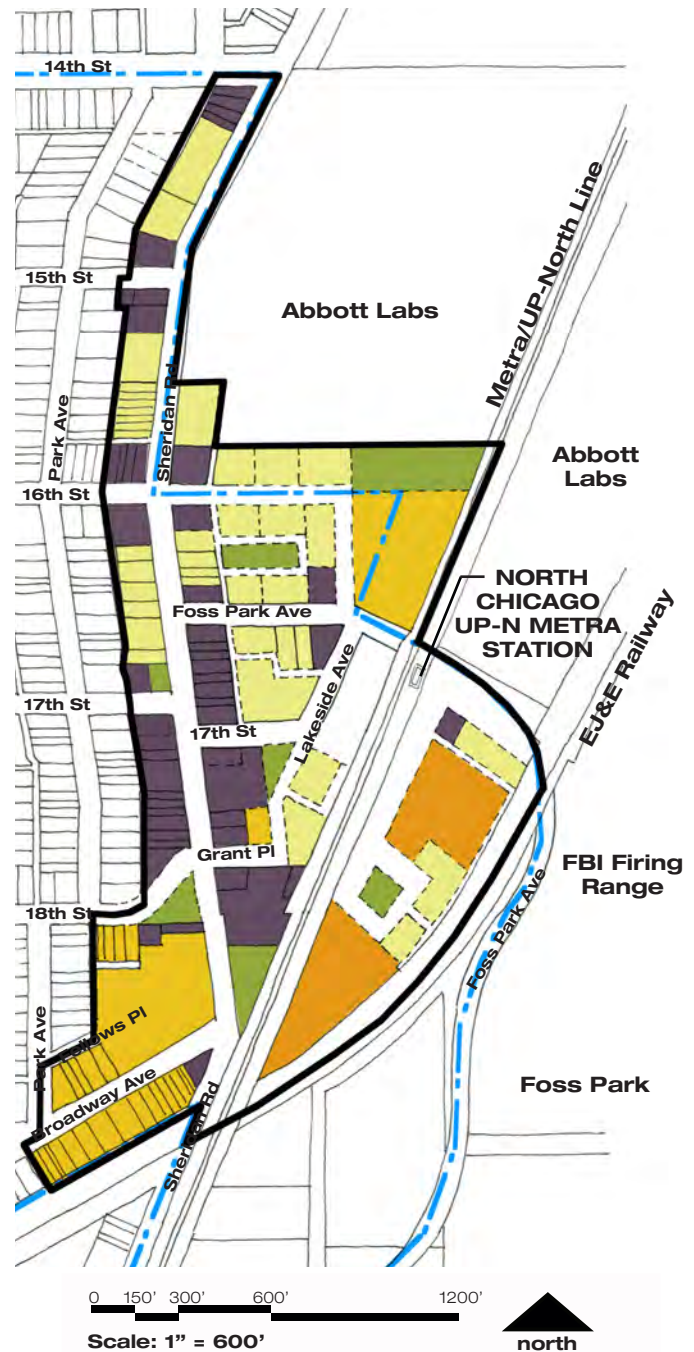 14th St
Metra/UP-North Line
15th St
Abbott Labs
Park Ave
Sheridan Rd
Abbott
Labs
16th St
NORTH
CHICAGO
UP-N METRA
STATION
Foss Park Ave
EJ&E Railway
Lakeside Ave
17th St
17th St
Grant Pl
FBI Firing
Range
18th St
Foss Park Ave
Park Ave
Fellows Pl
Broadway Ave
Foss Park
Sheridan Rd
0 150' 300' 600' 1200'
Scale: 1” = 600’
north